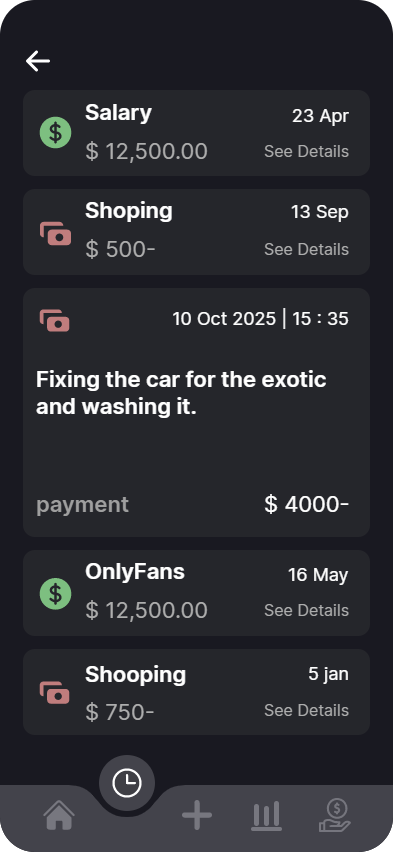 Salary
23 Apr
$ 12,500.00
See Details
Shoping
13 Sep
$ 500-
See Details
10 Oct 2025 | 15 : 35
Fixing the car for the exotic
and washing it.
payment
$ 4000-
OnlyFans
16 May
$ 12,500.00
See Details
Shooping
5 jan
$ 750-
See Details